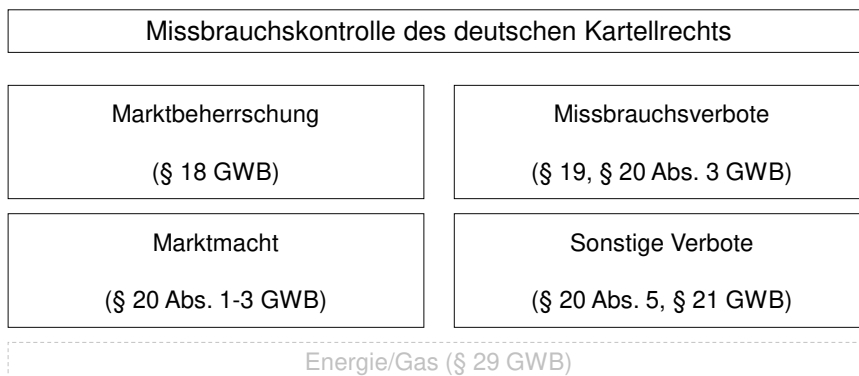 Missbrauchskontrolle des deutschen Kartellrechts
Marktbeherrschung
(§ 18 GWB)
Missbrauchsverbote
(§ 19, § 20 Abs. 3 GWB)
Marktmacht
(§ 20 Abs. 1-3 GWB)
Sonstige Verbote
(§ 20 Abs. 5, § 21 GWB)
Energie/Gas (§ 29 GWB)